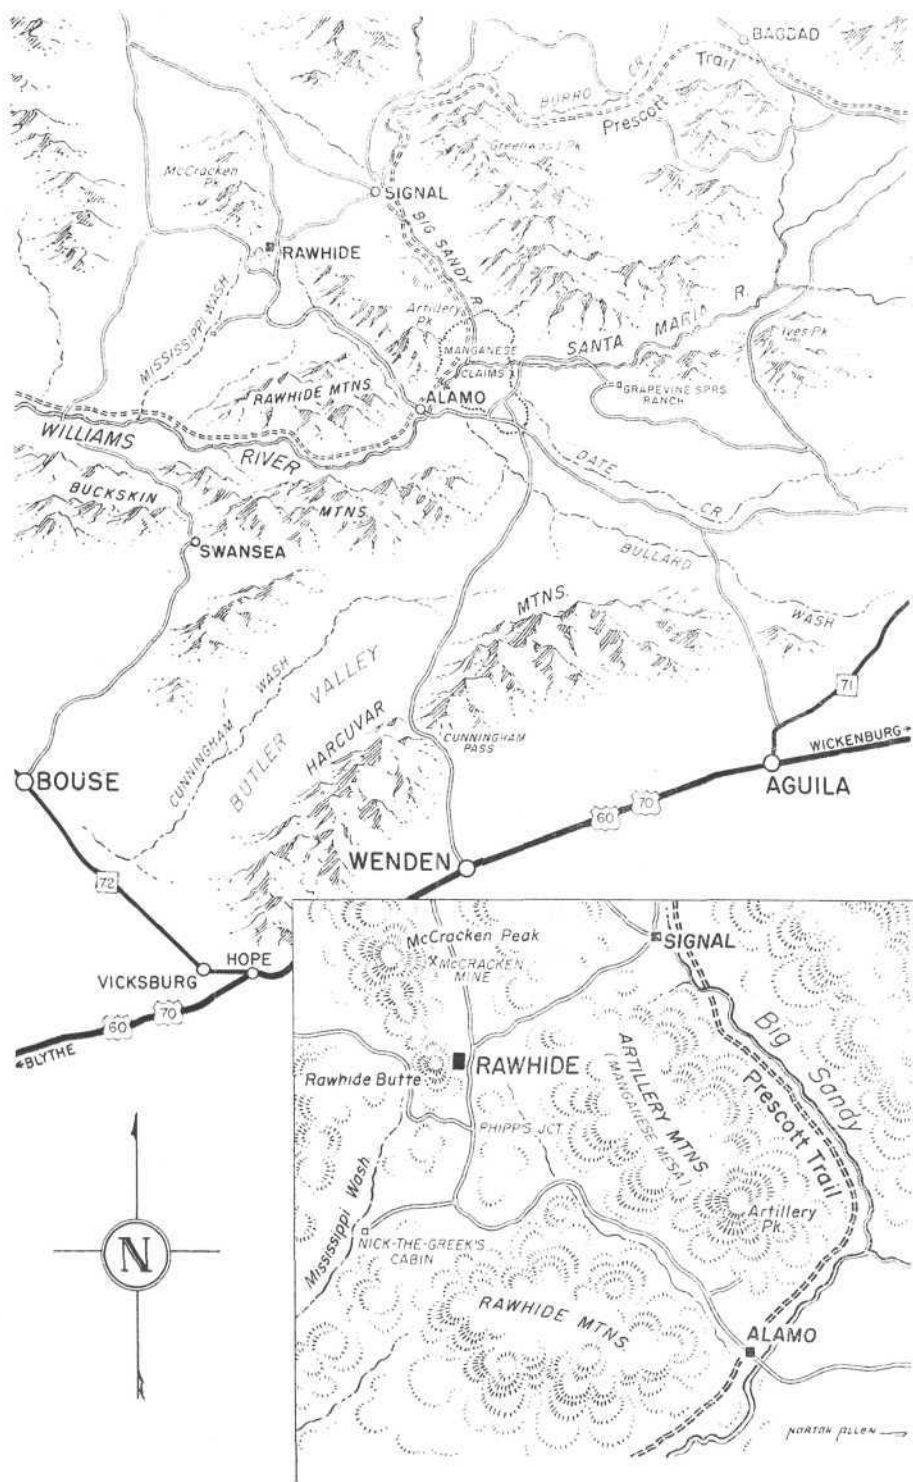 BAGDAD
Trail
CR.
BURRO
Prescott
Greenwood Pk
McCracken
Pk
SIGNAL
BIG SANDY R.
RAWHIDE
MISSISSIPPI WASH
Artillery
Pk
MANGANESE
CLAIMS
SANTA MARIA R.
Ives Pk
GRAPEVINE SPRS.
RANCH
RAWHIDE MTNS
ALAMO
WILLIAMS RIVER
DATE CR.
BUCKSKIN MTNS.
SWANSEA
BULLARD WASH
MTNS.
71
CUNNINGHAM WASH
BUTLER VALLEY
HARCUVAR
CUNNINGHAM
PASS
WICKENBURG
BOUSE
AGUILA
60
70
WENDEN
72
HOPE
VICKSBURG
60
70
BLYTHE
N
McCracken Peak
McCRACKEN
MINE
SIGNAL
Big Sandy
RAWHIDE
ARTILLERY MTNS.
(MANGANESE MESA)
Prescott Trail
Rawhide Butte
PHIPP'S JCT.
Mississippi Wash
Artillery
Pk.
NICK-THE-GREEK'S
CABIN
RAWHIDE MTNS.
ALAMO
NORTON ALLEN